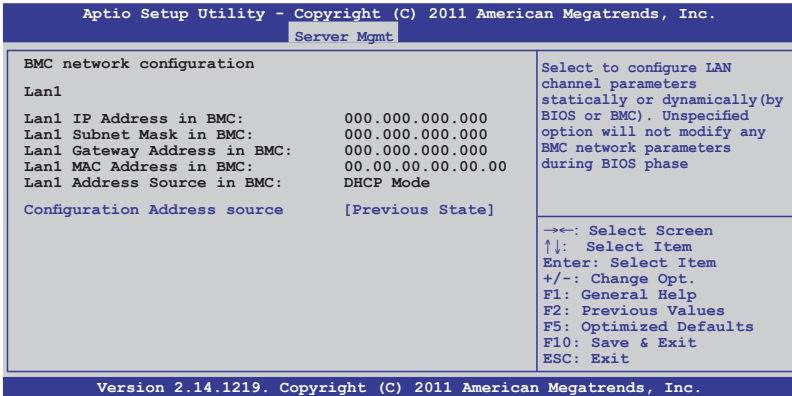 Aptio Setup Utility - Copyright (C) 2011 American Megatrends, Inc.
Server Mgmt
BMC network configuration
Lan1
Lan1 IP Address in BMC: 000.000.000.000
Lan1 Subnet Mask in BMC: 000.000.000.000
Lan1 Gateway Address in BMC: 000.000.000.000
Lan1 MAC Address in BMC: 00.00.00.00.00.00
Lan1 Address Source in BMC: DHCP Mode
Configuration Address source [Previous State]
Select to configure LAN
channel parameters
statically or dynamically(by
BIOS or BMC). Unspecified
option will not modify any
BMC network parameters
during BIOS phase
→←: Select Screen
↑↓: Select Item
Enter: Select Item
+/-: Change Opt.
F1: General Help
F2: Previous Values
F5: Optimized Defaults
F10: Save & Exit
ESC: Exit
Version 2.14.1219. Copyright (C) 2011 American Megatrends, Inc.